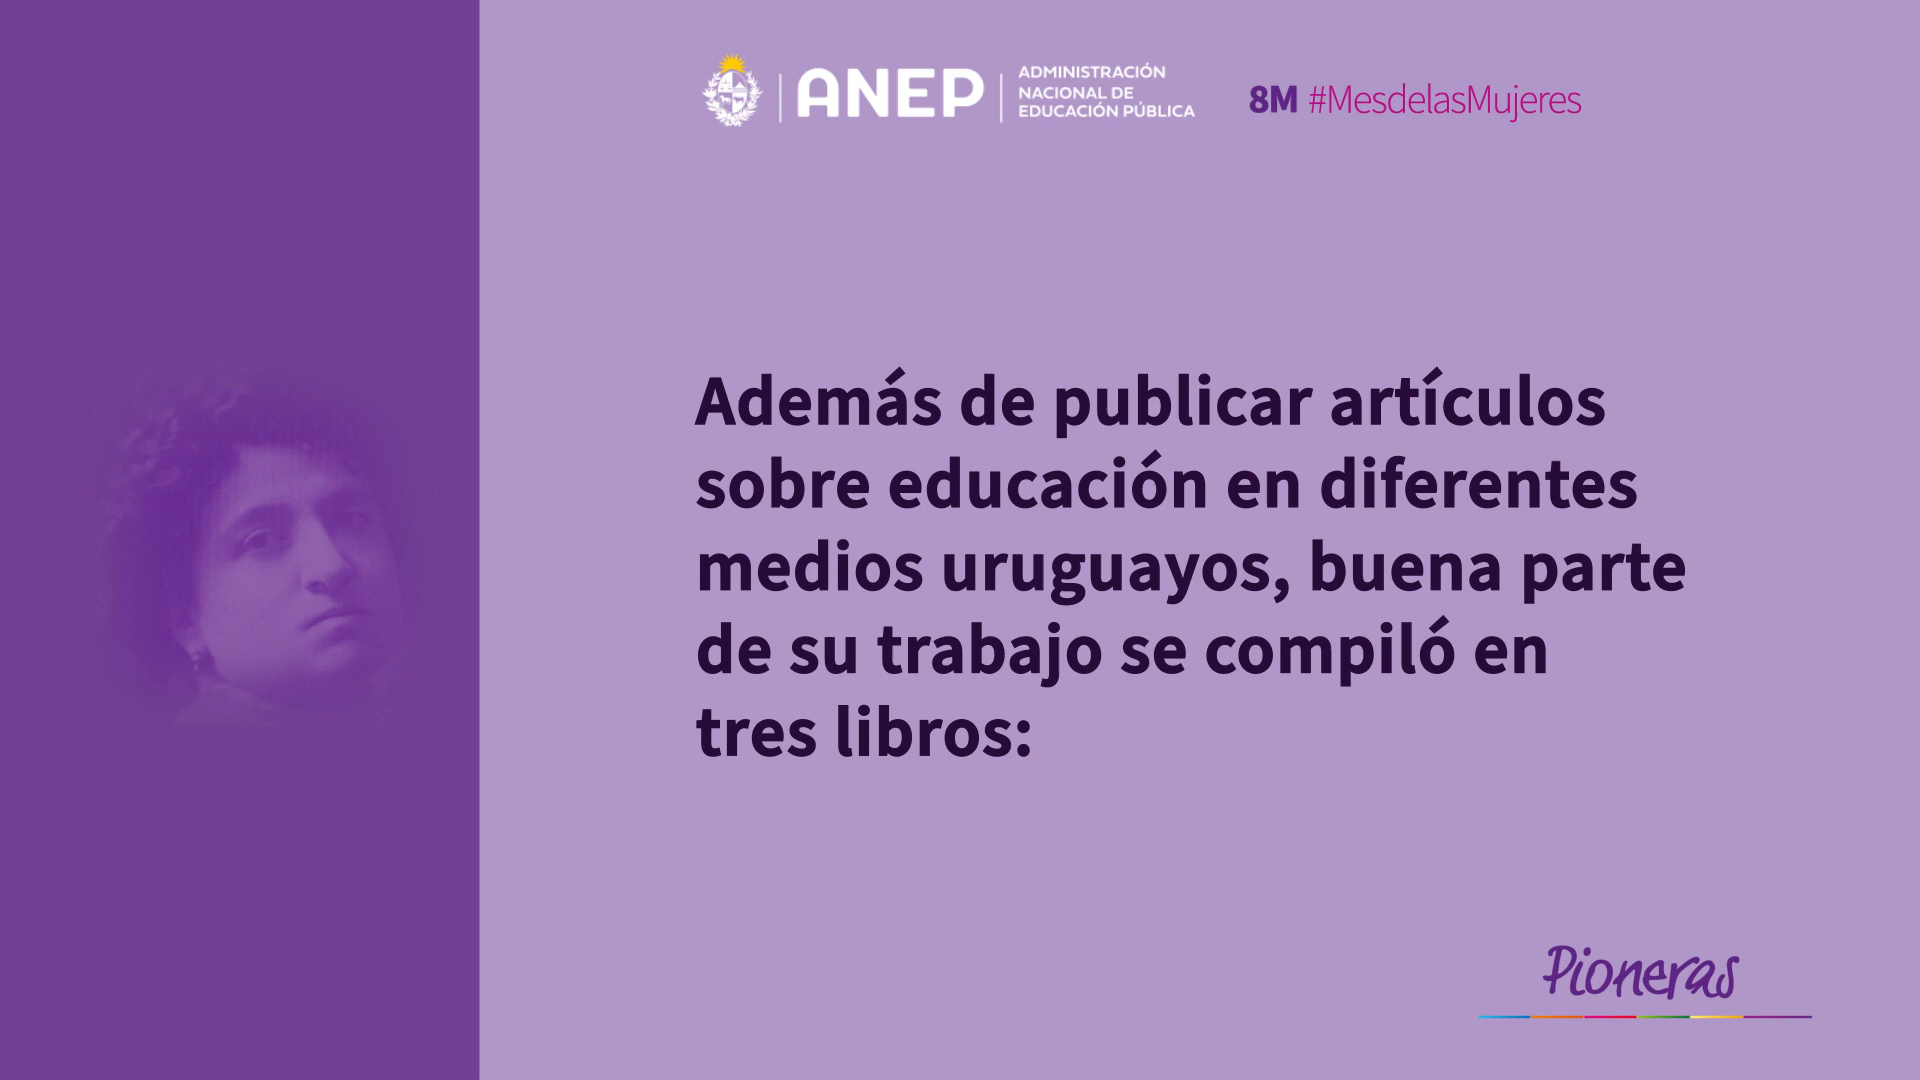 ANEP
ADMINISTRACIÓN
NACIONAL DE
EDUCACIÓN PÚBLICA
8M #MesdelasMujeres
Además de publicar artículos
sobre educación en diferentes
medios uruguayos, buena parte
de su trabajo se compiló en
tres libros:
Pioneras